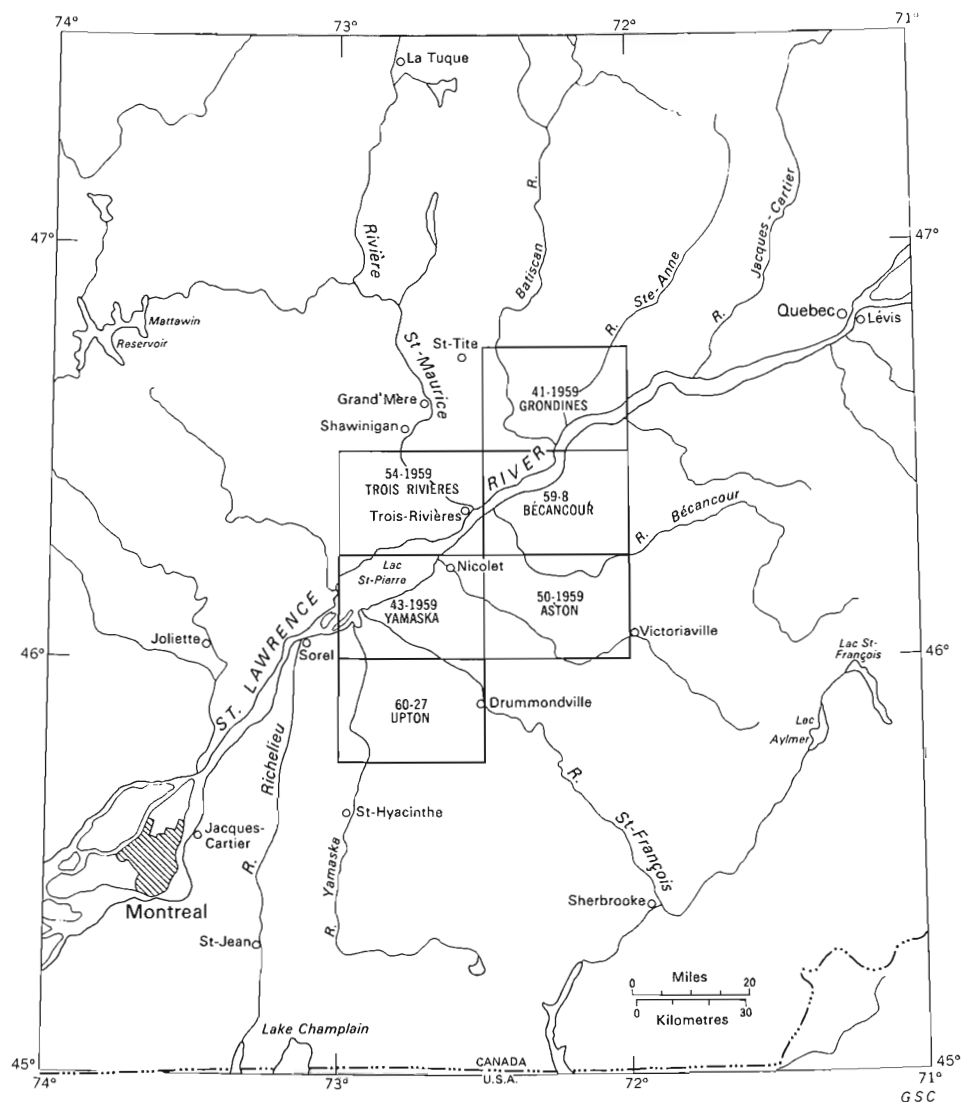 74°
73°
72°
71°
La Tuque
47°
47°
Rivière
St-Maurice
Batiscan
R.
Ste-Anne
R.
Jacques-Cartier
R.
Mattawin
Reservoir
Quebec
Lévis
St-Tite
41-1959
GRONDINES
Grand'Mère
Shawinigan
54-1959
TROIS RIVIÈRES
RIVER
59-8
BÉCANCOUR
Trois-Rivières
R. Bécancour
Lac
St-Pierre
Nicolet
43-1959
YAMASKA
50-1959
ASTON
ST. LAWRENCE
Joliette
Sorel
Victoriaville
46°
46°
Lac St-
François
60-27
UPTON
Drummondville
Lac
Aylmer
Richelieu
R.
R.
St-François
St-Hyacinthe
Jacques-
Cartier
Yamaska
R.
Montreal
Sherbrooke
St-Jean
0 Miles 20
0 Kilometres 30
Lake Champlain
45°
45°
CANADA
U.S.A.
74°
73°
72°
71°
GSC